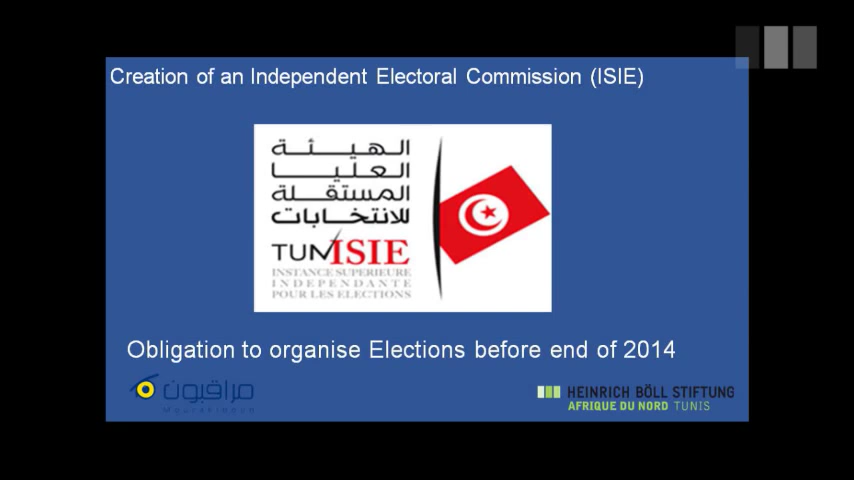 Creation of an Independent Electoral Commission (ISIE)
الهيئة
العليا
المستقلة
للانتخابات
TUNISIE
INSTANCE SUPERIEURE
INDEPENDANTE
POUR LES ELECTIONS
Obligation to organise Elections before end of 2014
مراقبون
Mourakiboun
HEINRICH BÖLL STIFTUNG
AFRIQUE DU NORD TUNIS